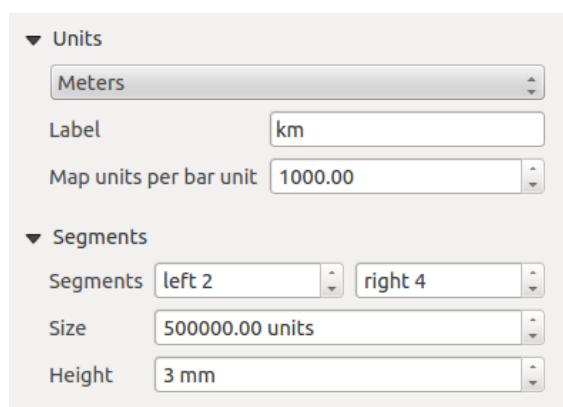 Units
Meters
Label km
Map units per bar unit 1000.00
Segments
Segments left 2 right 4
Size 500000.00 units
Height 3 mm